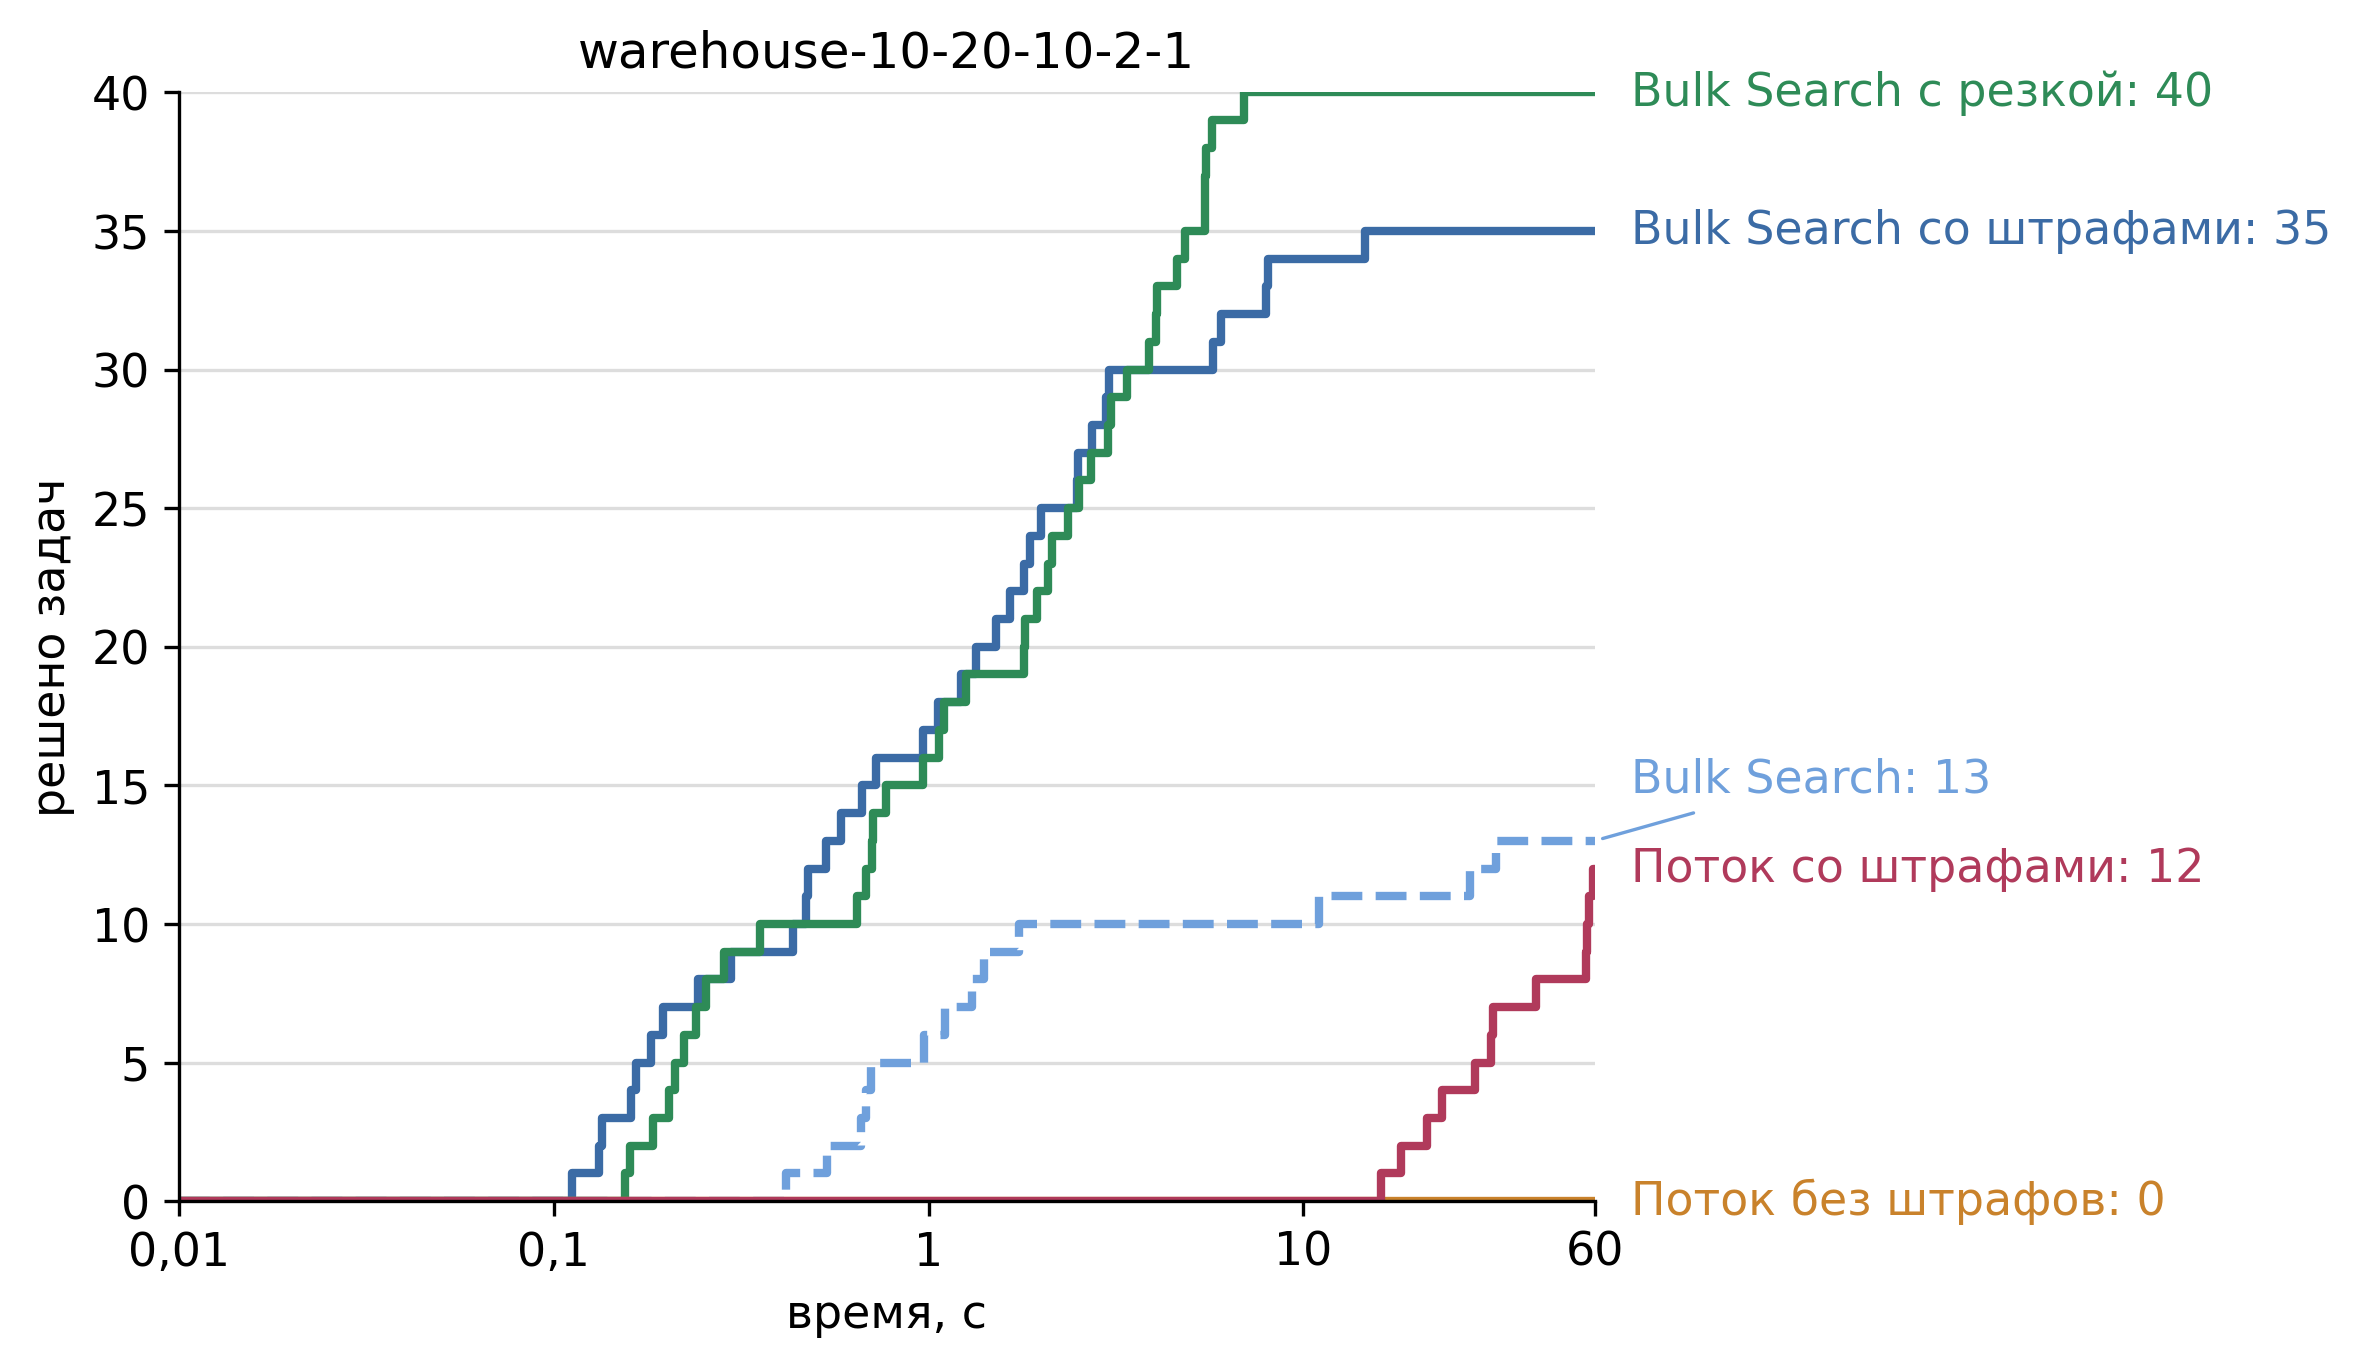 warehouse-10-20-10-2-1
40
35
30
25
20
15
10
5
0
решено задач
0,01
0,1
1
10
60
время, с
Bulk Search с резкой: 40
Bulk Search со штрафами: 35
Bulk Search: 13
Поток со штрафами: 12
Поток без штрафов: 0